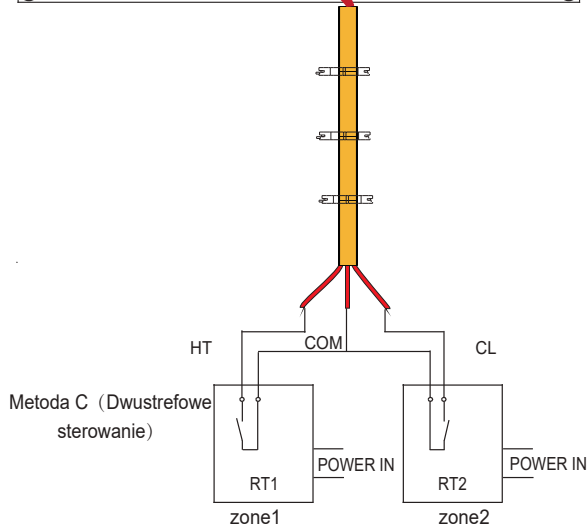 HT
COM
CL
Metoda C（Dwustrefowe
sterowanie）
POWER IN
POWER IN
RT1
RT2
zone1
zone2